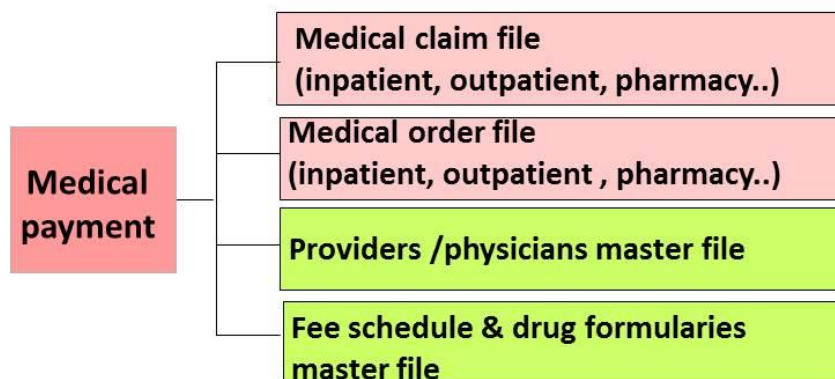 Medical claim file
(inpatient, outpatient, pharmacy..)
Medical order file
(inpatient, outpatient , pharmacy..)
Medical
payment
Providers /physicians master file
Fee schedule & drug formularies
master file